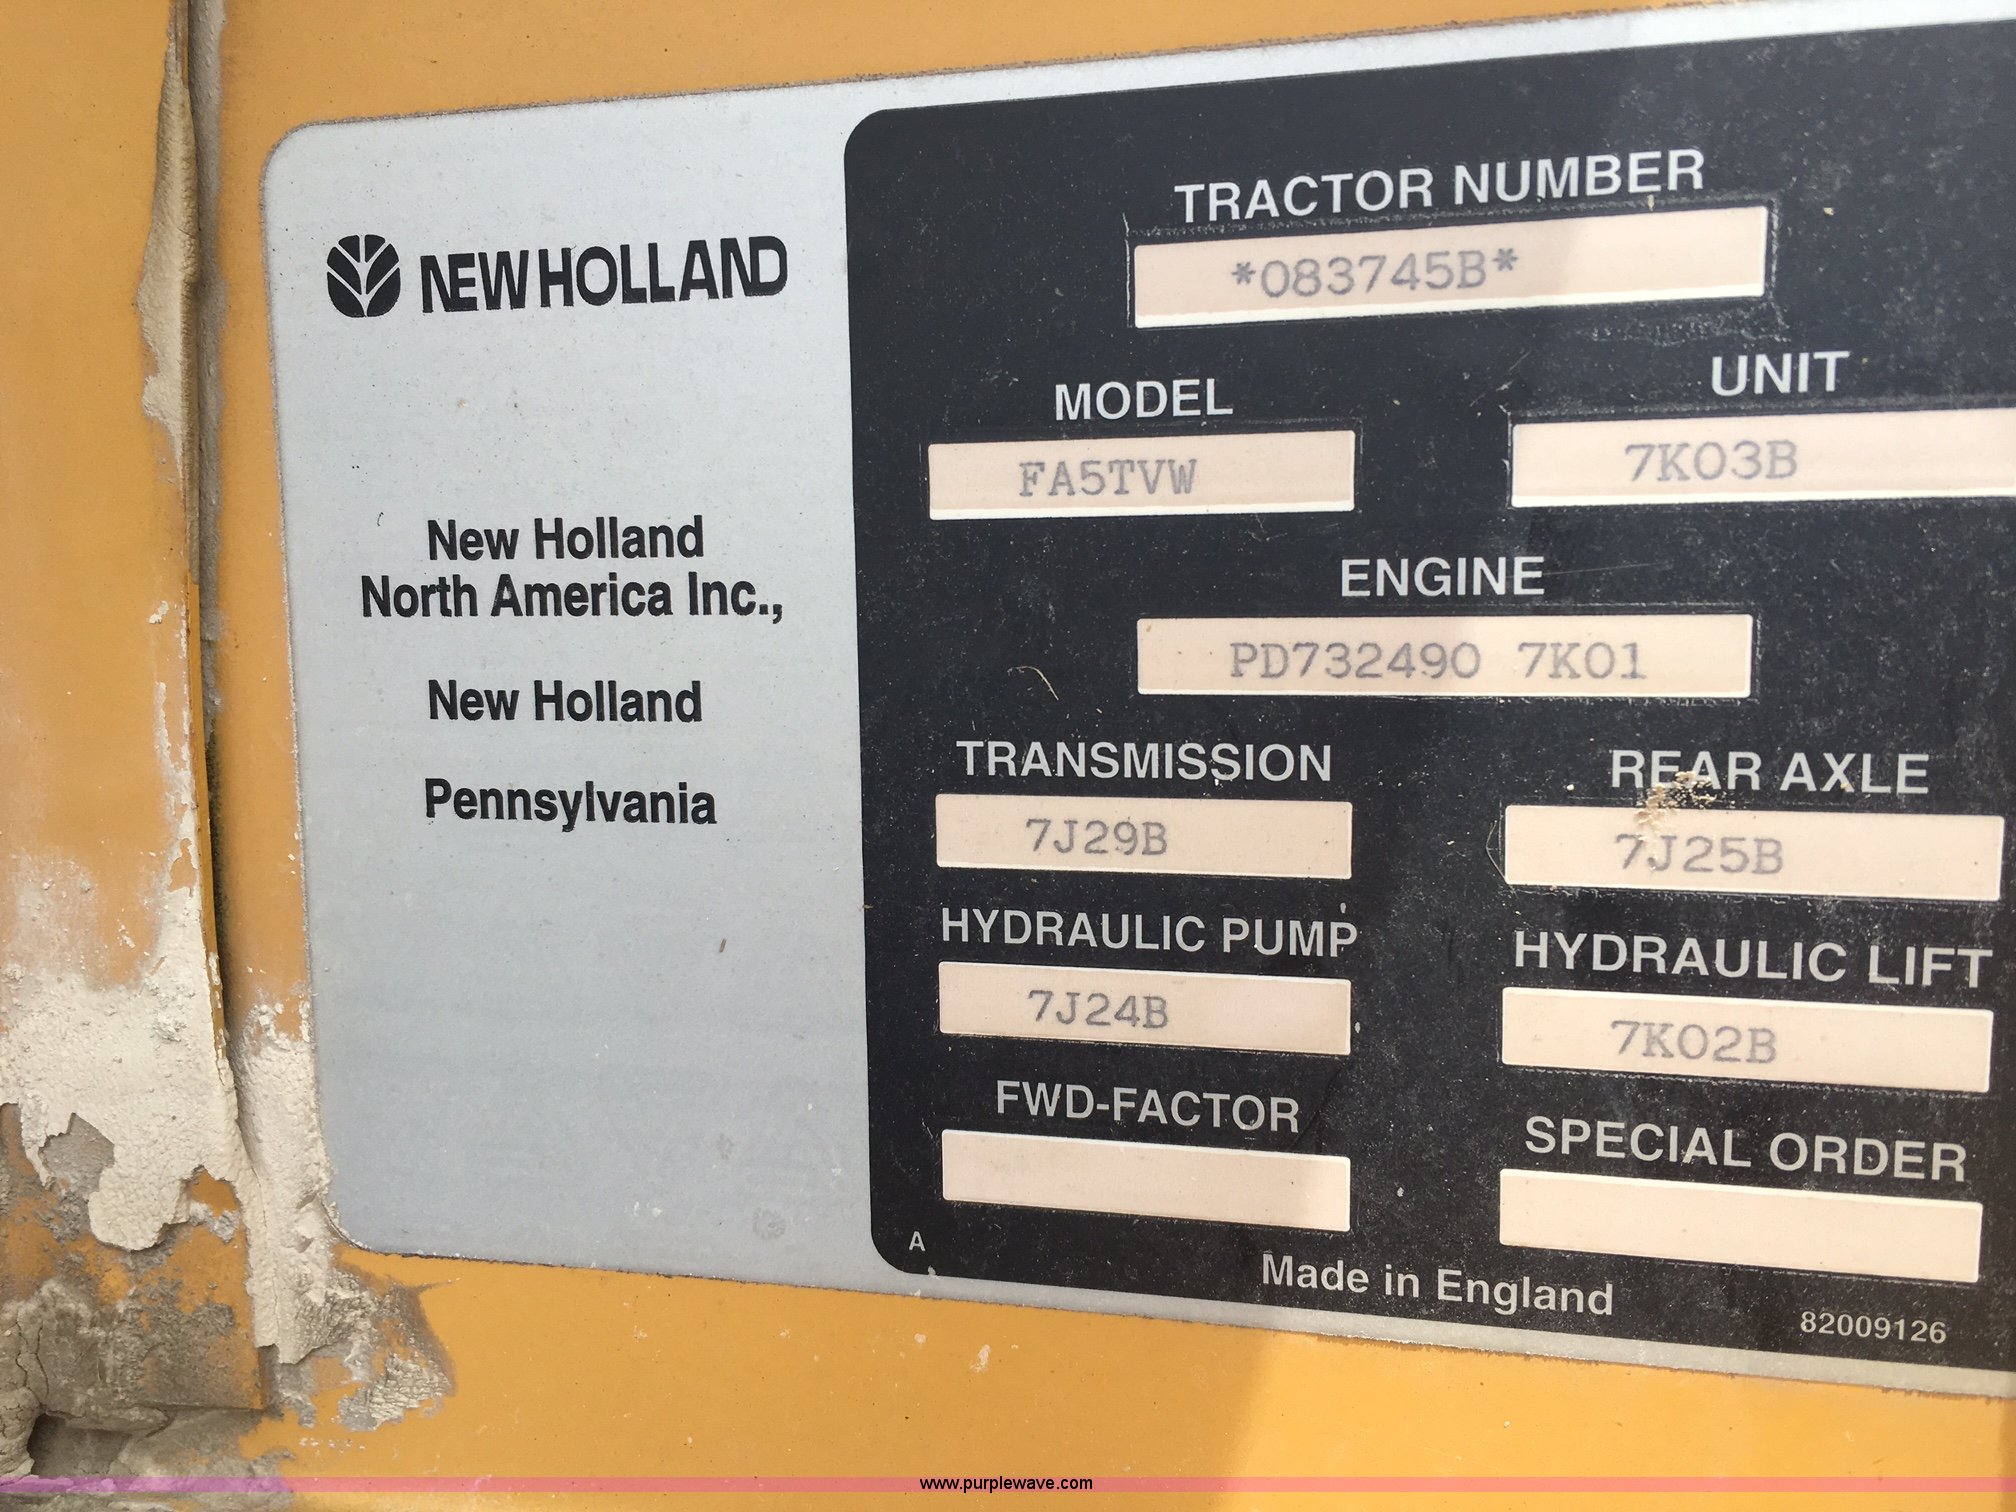 NEW HOLLAND
New Holland
North America Inc.,
New Holland
Pennsylvania
TRACTOR NUMBER
*083745B*
MODEL
UNIT
FA5TVW
7K03B
ENGINE
PD732490 7K01
TRANSMISSION
REAR AXLE
7J29B
7J25B
HYDRAULIC PUMP
HYDRAULIC LIFT
7J24B
7K02B
FWD-FACTOR
SPECIAL ORDER
A
Made in England
82009126
www.purplewave.com